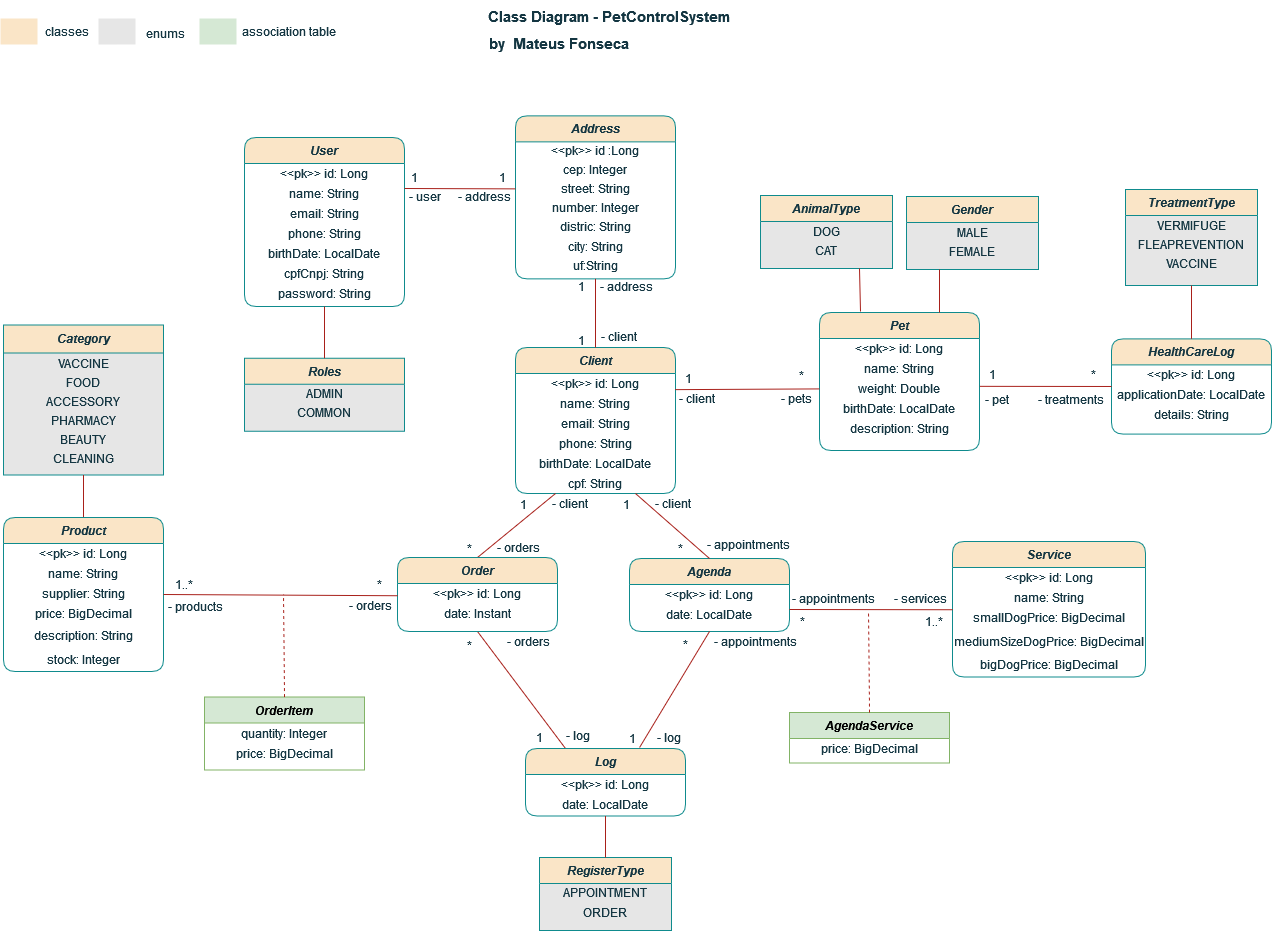 Class Diagram - PetControlSystem
by Mateus Fonseca
classes
enums
association table
User
<<pk>> id: Long
name: String
email: String
phone: String
birthDate: LocalDate
cpfCnpj: String
password: String
1
- user
1
- address
Address
<<pk>> id :Long
cep: Integer
street: String
number: Integer
distric: String
city: String
uf:String
1
- address
1
- client
Roles
ADMIN
COMMON
AnimalType
DOG
CAT
Gender
MALE
FEMALE
TreatmentType
VERMIFUGE
FLEAPREVENTION
VACCINE
Category
VACCINE
FOOD
ACCESSORY
PHARMACY
BEAUTY
CLEANING
Client
<<pk>> id: Long
name: String
email: String
phone: String
birthDate: LocalDate
cpf: String
1
- client
*
- pets
Pet
<<pk>> id: Long
name: String
weight: Double
birthDate: LocalDate
description: String
1
- pet
*
- treatments
HealthCareLog
<<pk>> id: Long
applicationDate: LocalDate
details: String
1
- client
1
- client
*
- orders
*
- appointments
Product
<<pk>> id: Long
name: String
supplier: String
price: BigDecimal
description: String
stock: Integer
1..*
- products
*
- orders
Order
<<pk>> id: Long
date: Instant
Agenda
<<pk>> id: Long
date: LocalDate
- appointments
*
- services
1..*
Service
<<pk>> id: Long
name: String
smallDogPrice: BigDecimal
mediumSizeDogPrice: BigDecimal
bigDogPrice: BigDecimal
*
- orders
*
- appointments
OrderItem
quantity: Integer
price: BigDecimal
AgendaService
price: BigDecimal
1
- log
1
- log
Log
<<pk>> id: Long
date: LocalDate
RegisterType
APPOINTMENT
ORDER